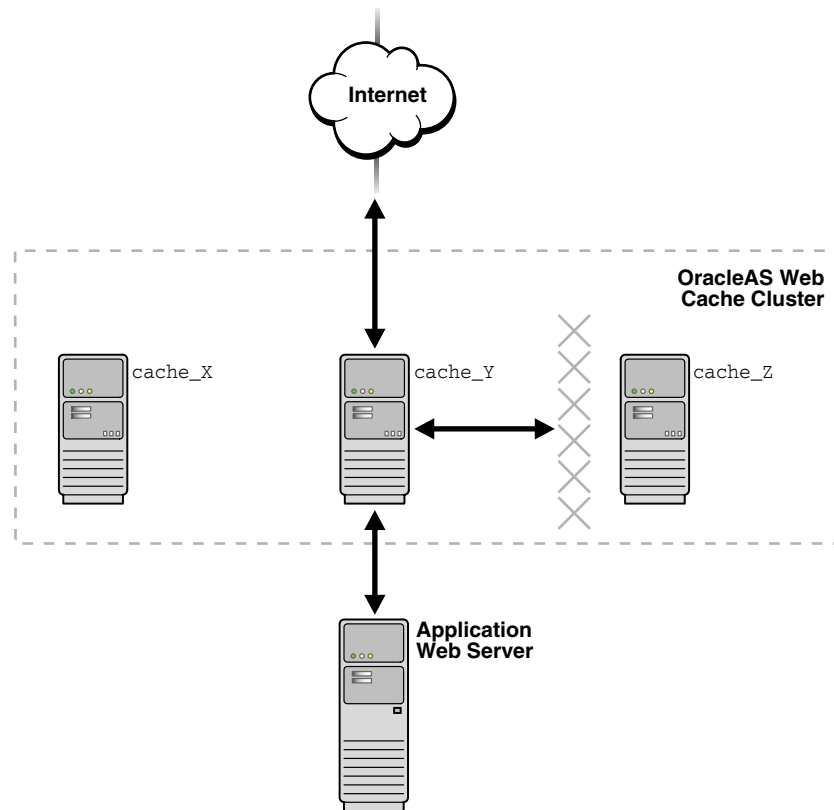 Internet
OracleAS Web
Cache Cluster
cache_X
cache_Y
cache_Z
Application
Web Server